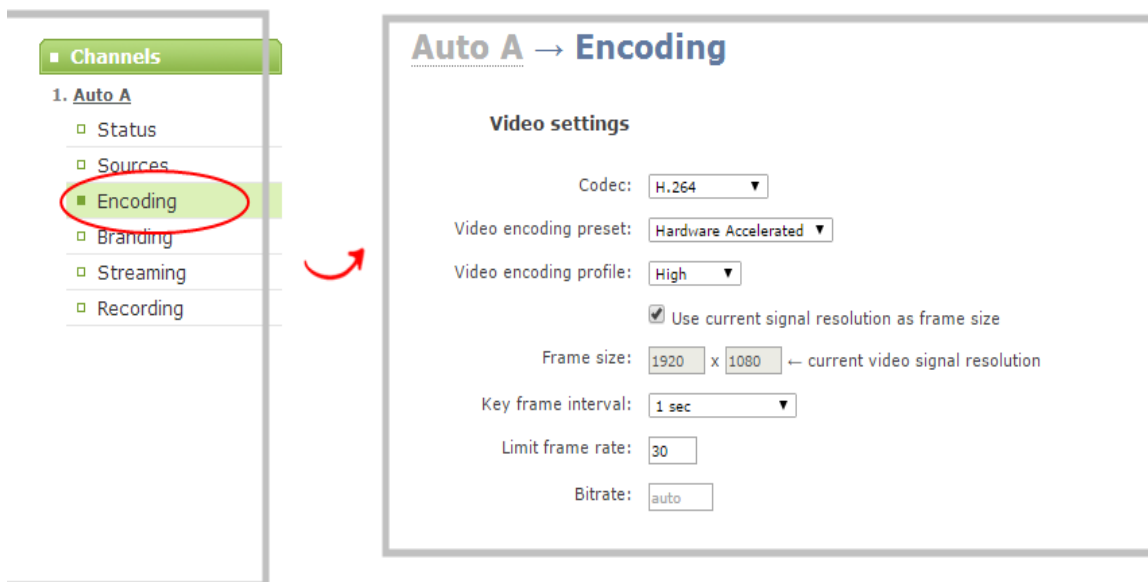 Channels
1. Auto A
Status
Sources
Encoding
Branding
Streaming
Recording
Auto A → Encoding
Video settings
Codec: H.264
Video encoding preset: Hardware Accelerated
Video encoding profile: High
Use current signal resolution as frame size
Frame size: 1920 x 1080 ← current video signal resolution
Key frame interval: 1 sec
Limit frame rate: 30
Bitrate: auto